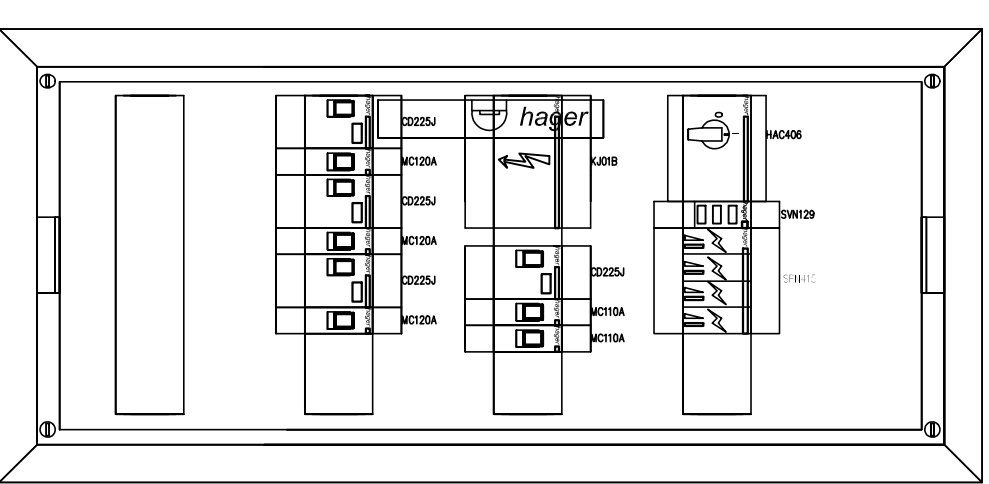 hager
CD225J
MC120A
CD225J
MC120A
CD225J
MC120A
KJ01B
CD225J
MC110A
MC110A
HAC406
SVN129